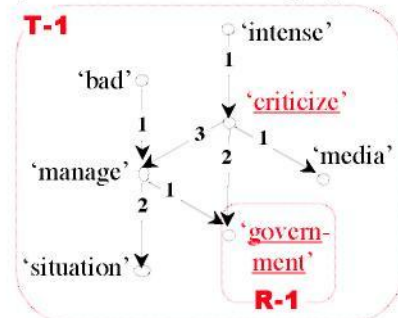 T-1
‘intense’
1
‘bad’
‘criticize’
1
3
1
2
‘media’
‘manage’
1
2
‘govern-
ment’
‘situation’
R-1